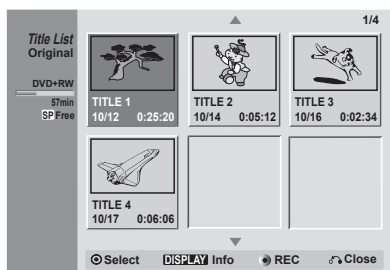 1/4
Title List
Original
DVD+RW
57min
SP Free
TITLE 1
10/12 0:25:20
TITLE 2
10/14 0:05:12
TITLE 3
10/16 0:02:34
TITLE 4
10/17 0:06:06
Select DISPLAY Info REC Close